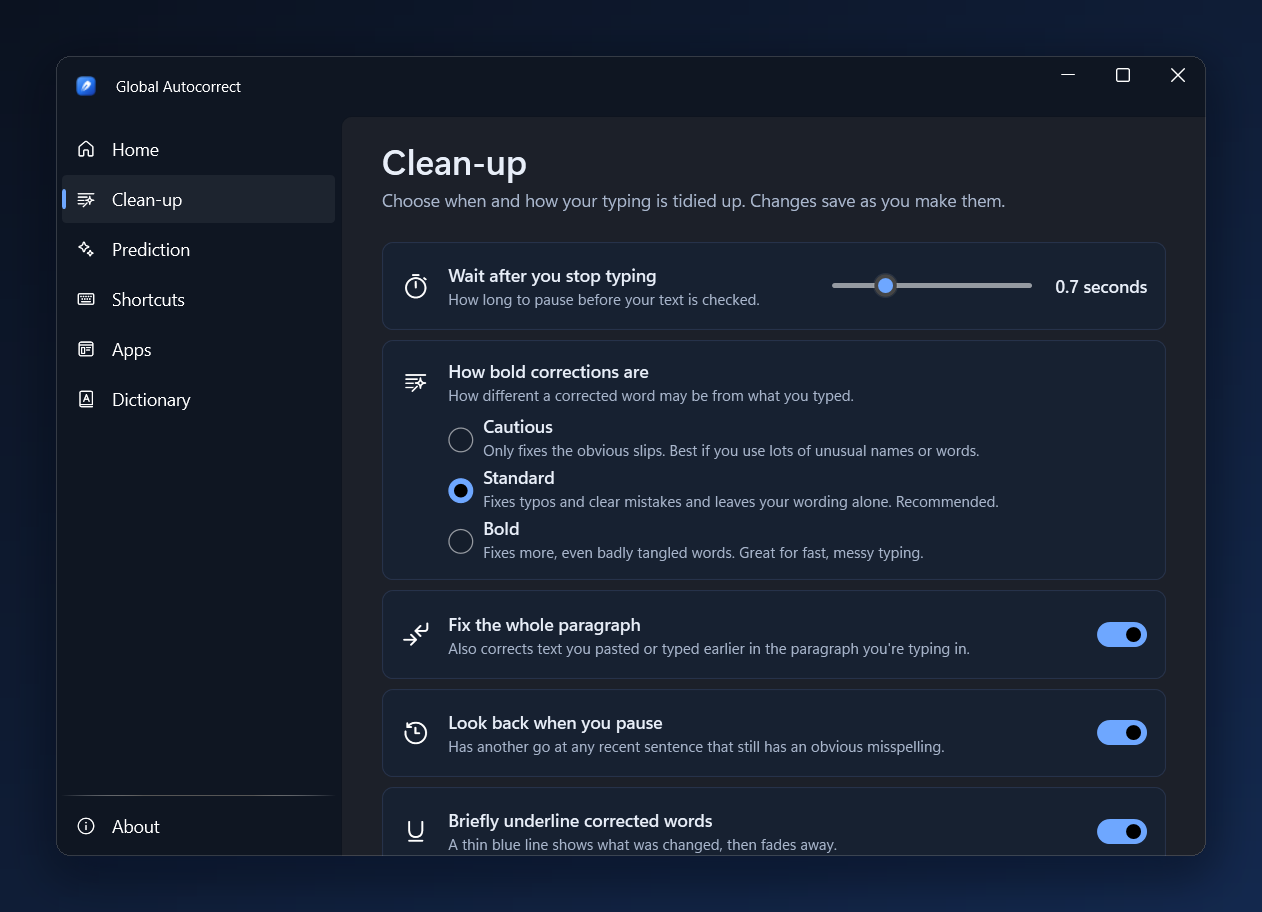 Global Autocorrect
Home
Clean-up
Prediction
Shortcuts
Apps
Dictionary
About
Clean-up
Choose when and how your typing is tidied up. Changes save as you make them.
Wait after you stop typing
How long to pause before your text is checked.
0.7 seconds
How bold corrections are
How different a corrected word may be from what you typed.
Cautious
Only fixes the obvious slips. Best if you use lots of unusual names or words.
Standard
Fixes typos and clear mistakes and leaves your wording alone. Recommended.
Bold
Fixes more, even badly tangled words. Great for fast, messy typing.
Fix the whole paragraph
Also corrects text you pasted or typed earlier in the paragraph you're typing in.
Look back when you pause
Has another go at any recent sentence that still has an obvious misspelling.
Briefly underline corrected words
A thin blue line shows what was changed, then fades away.